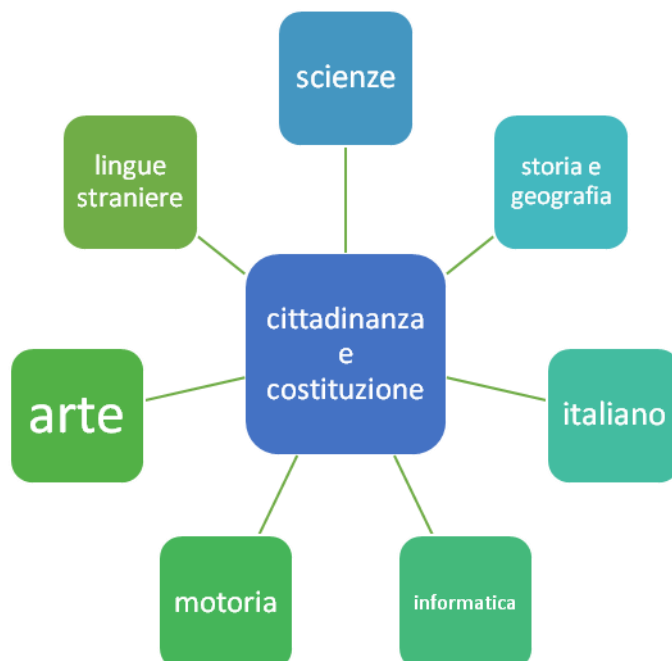 scienze
lingue
straniere
storia e
geografia
cittadinanza
e
costituzione
arte
italiano
motoria
informatica